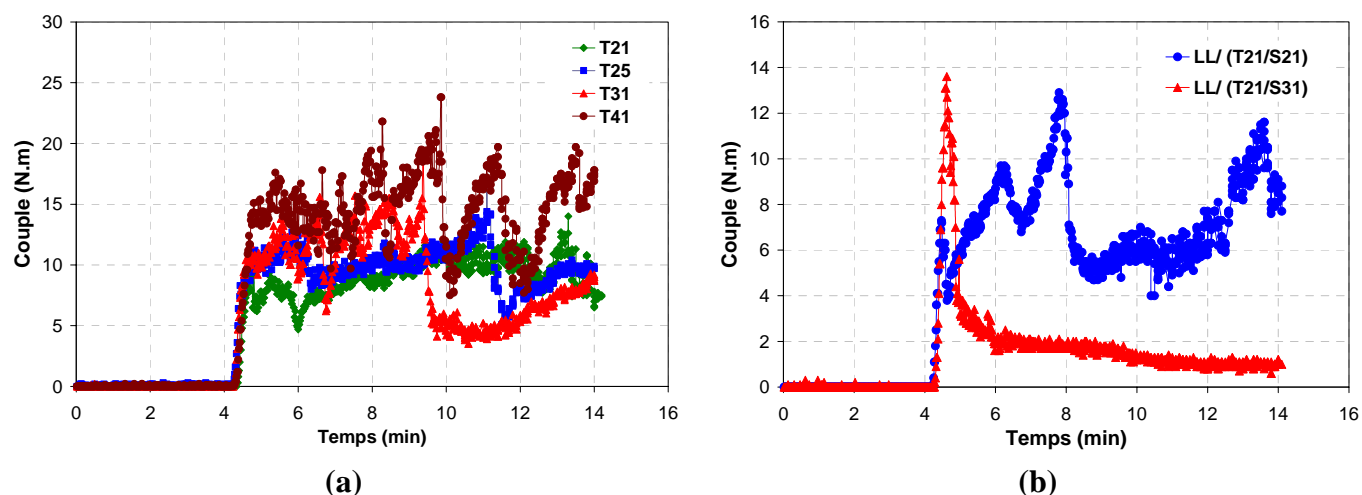 30
25
20
15
10
5
0
Couple (N.m)
T21
T25
T31
T41
0 2 4 6 8 10 12 14 16
Temps (min)
(a)
16
14
12
10
8
6
4
2
0
Couple (N.m)
LL/ (T21/S21)
LL/ (T21/S31)
0 2 4 6 8 10 12 14 16
Temps (min)
(b)